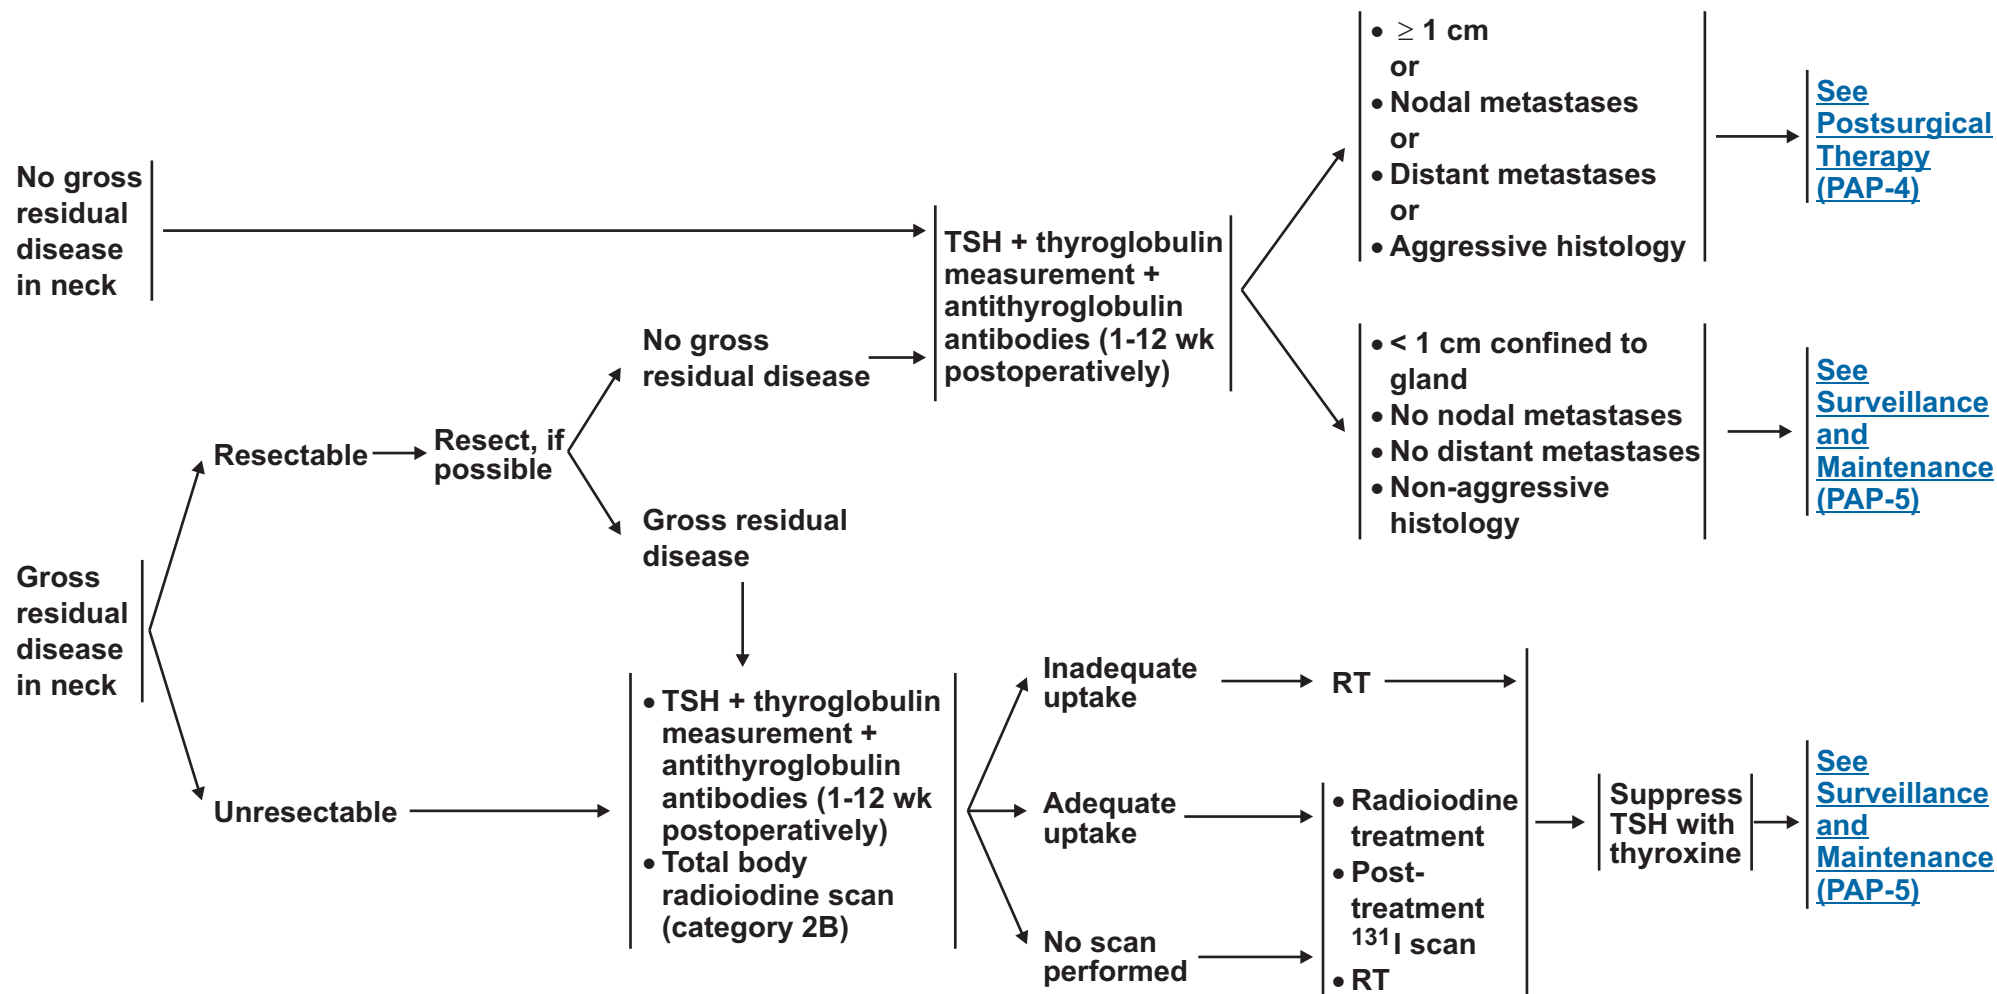 No gross
residual
disease
in neck
TSH + thyroglobulin
measurement +
antithyroglobulin
antibodies (1-12 wk
postoperatively)
• ≥ 1 cm
or
• Nodal metastases
or
• Distant metastases
or
• Aggressive histology
See
Postsurgical
Therapy
(PAP-4)
• < 1 cm confined to
gland
• No nodal metastases
• No distant metastases
• Non-aggressive
histology
See
Surveillance
and
Maintenance
(PAP-5)
Gross
residual
disease
in neck
Resectable
Resect, if
possible
No gross
residual disease
Gross residual
disease
Unresectable
• TSH + thyroglobulin
measurement +
antithyroglobulin
antibodies (1-12 wk
postoperatively)
• Total body
radioiodine scan
(category 2B)
Inadequate
uptake
RT
Adequate
uptake
No scan
performed
• Radioiodine
treatment
• Post-
treatment
131I scan
• RT
Suppress
TSH with
thyroxine
See
Surveillance
and
Maintenance
(PAP-5)